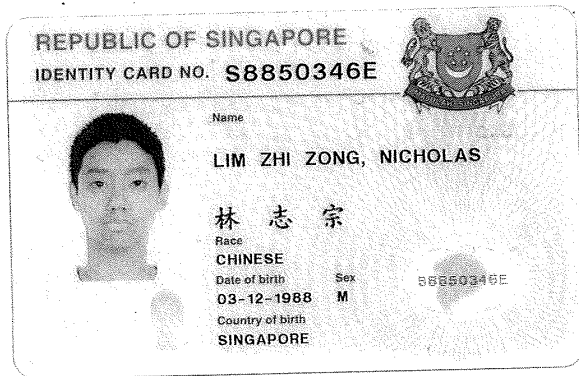 REPUBLIC OF SINGAPORE
IDENTITY CARD NO. S8850346E
Name
LIM ZHI ZONG, NICHOLAS
林 志 宗
Race
CHINESE
Date of birth Sex
03-12-1988 M
S8850346E
Country of birth
SINGAPORE